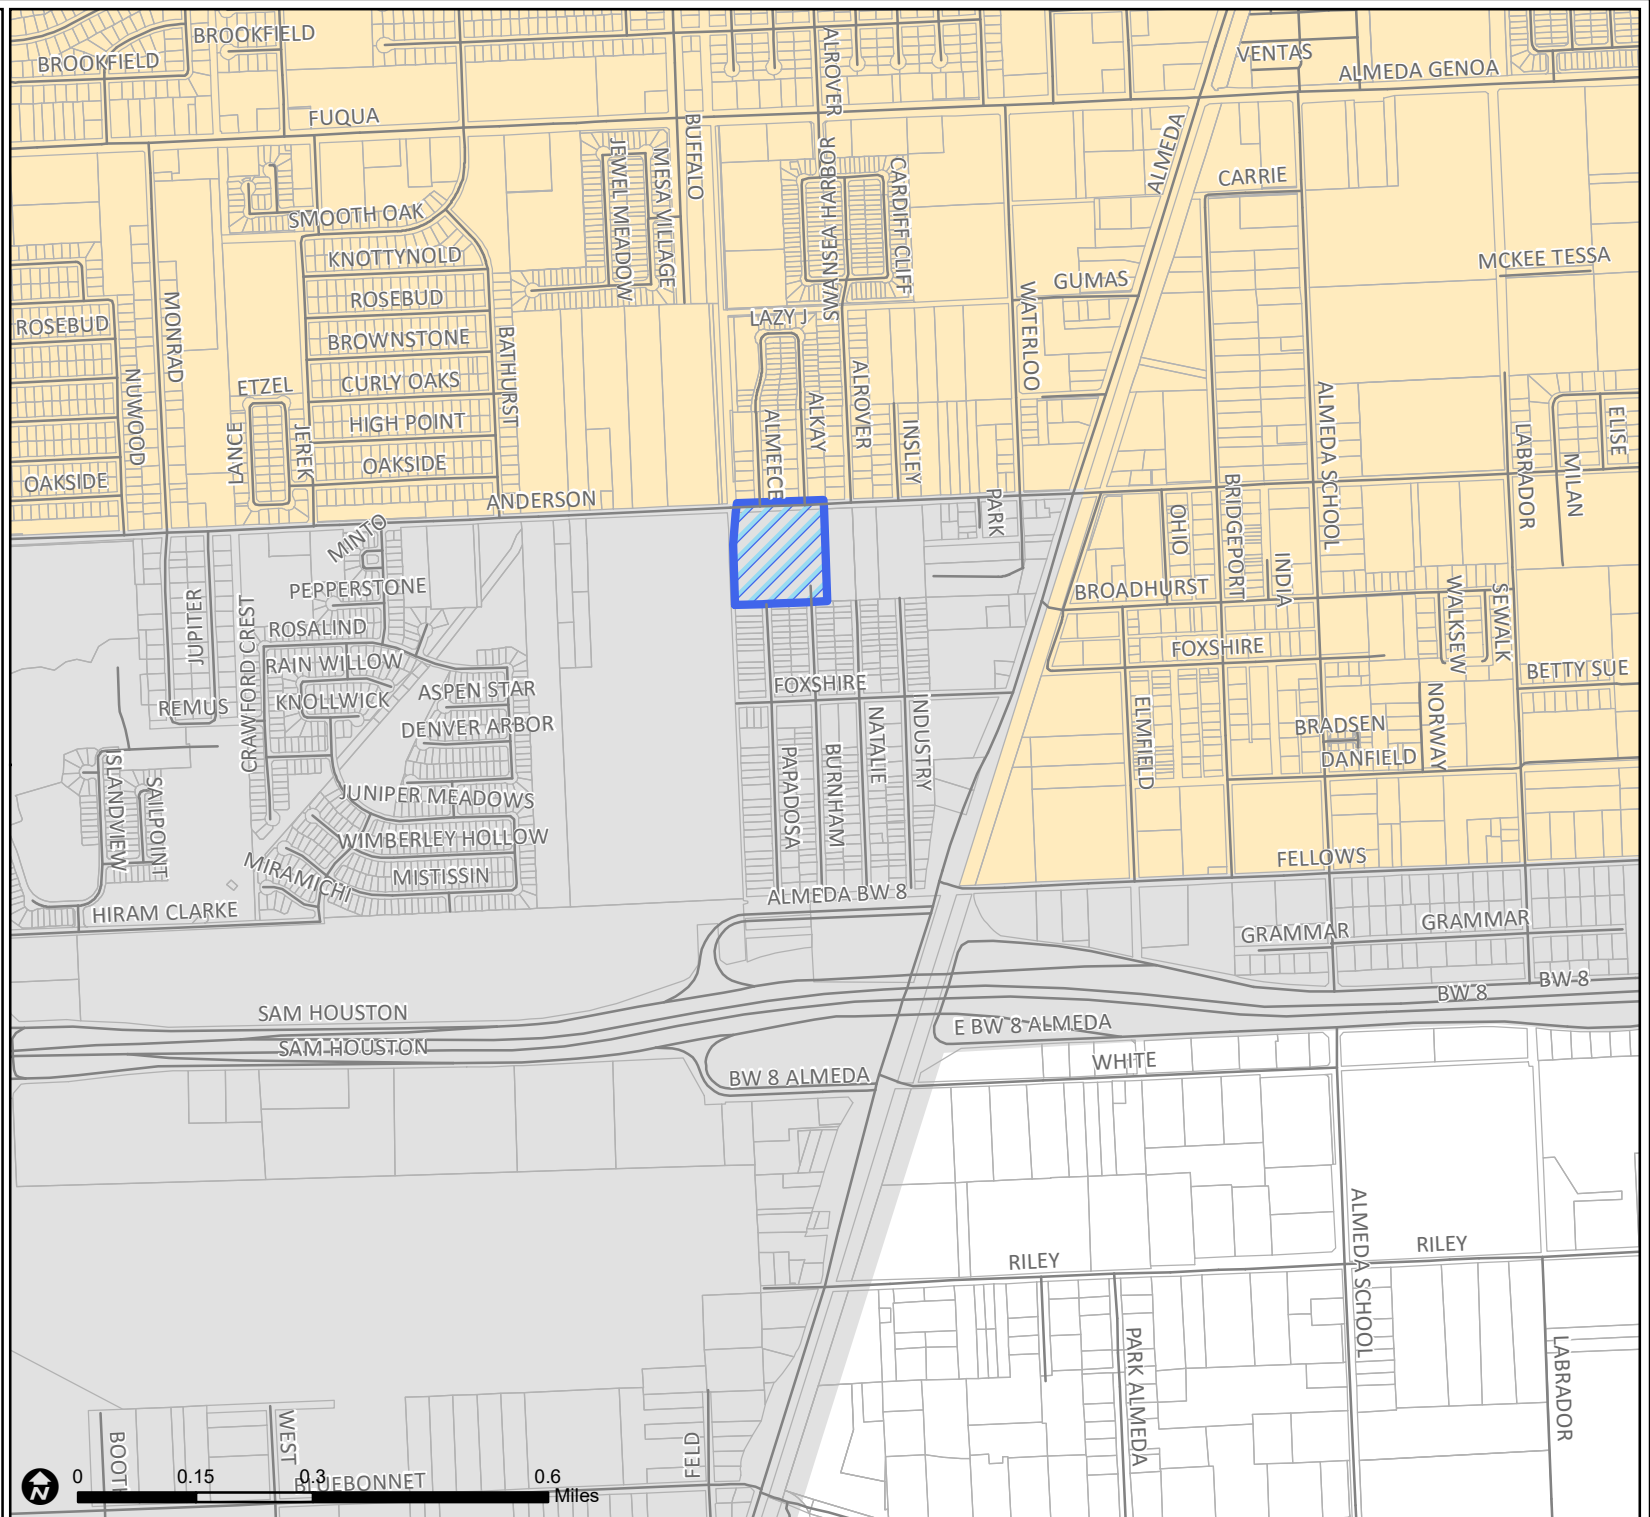 BROOKFIELD
BROOKFIELD
ALROVER
VENTAS
ALMEDA GENOA
FUQUA
BUFFALO
ALMEDA
JEWEL MEADOW
MESA VILLAGE
SWANSEA HARBOR
CARDIFF CLIFF
CARRIE
SMOOTH OAK
KNOTTYNOLD
MCKEE TESSA
ROSEBUD
GUMAS
WATERLOO
MONRAD
ROSEBUD
LAZY J
BROWNSTONE
BATHURST
NUWOOD
ETZEL
CURLY OAKS
ALROVER
ALMEDA SCHOOL
ALKAY
ALMEECE
HIGH POINT
LANCE
JEREK
INSLEY
LABRADOR
ELISE
MILAN
OAKSIDE
OAKSIDE
ANDERSON
PARK
BRIDGEPORT
OHIO
MINTO
INDIA
PEPPERSTONE
BROADHURST
WALKSEW
SEWALK
JUPITER
CRAWFORD CREST
ROSALIND
FOXSHIRE
RAIN WILLOW
BETTY SUE
ASPEN STAR
FOXSHIRE
KNOLLWICK
REMUS
NATALIE
INDUSTRY
ELMFIELD
NORWAY
DENVER ARBOR
BRADSEN
DANFIELD
PAPADOSA
BURNHAM
ISLANDVIEW
SAILPOINT
JUNIPER MEADOWS
WIMBERLEY HOLLOW
FELLOWS
MIRAMICHI
MISTISSIN
ALMEDA BW 8
HIRAM CLARKE
GRAMMAR
GRAMMAR
BW 8
BW 8
SAM HOUSTON
E BW 8 ALMEDA
SAM HOUSTON
WHITE
BW 8 ALMEDA
ALMEDA SCHOOL
RILEY
RILEY
PARK ALMEDA
LABRADOR
BOOTH
WEST
FELD
BLUEBONNET
N
0 0.15 0.3 0.6
Miles